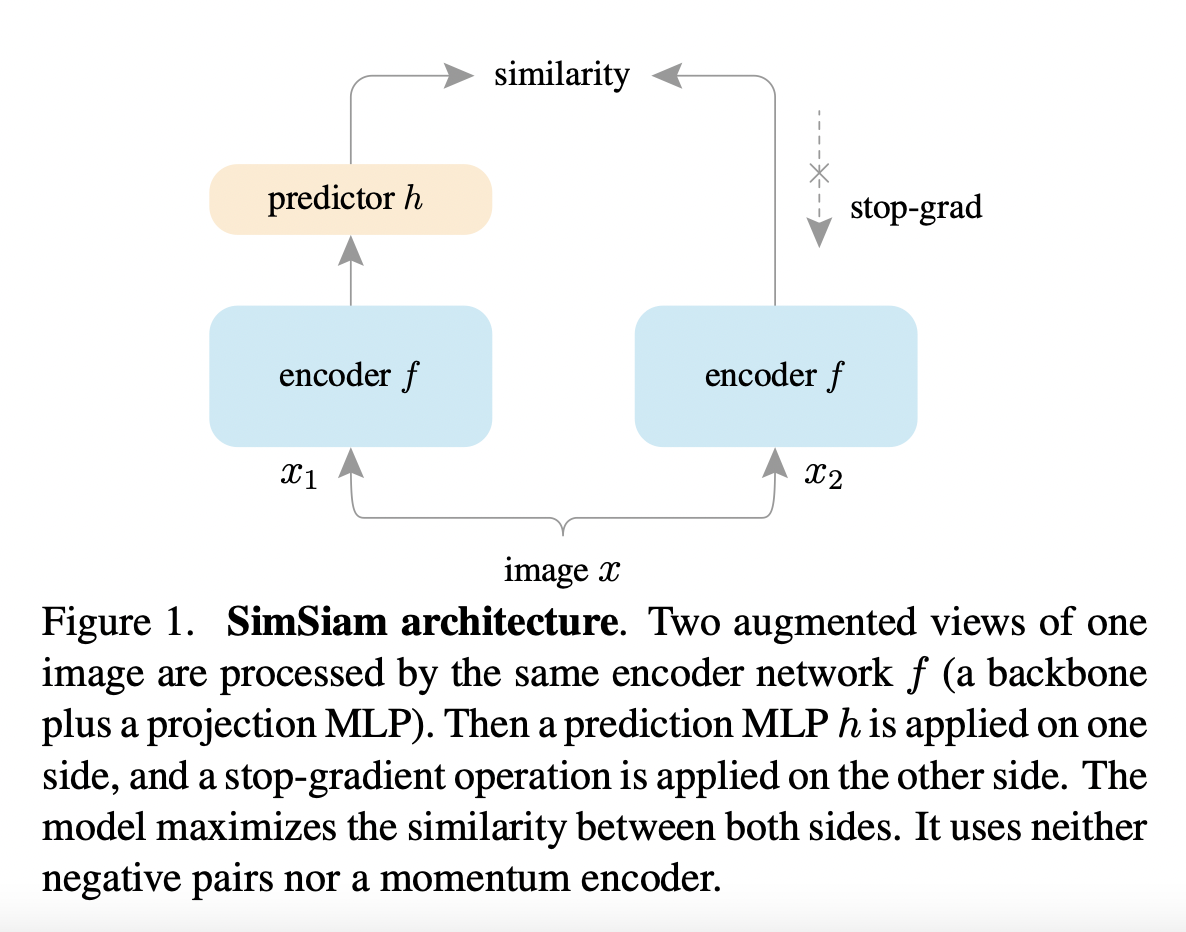 similarity
predictor h
stop-grad
encoder f
encoder f
x₁
x₂
image x
Figure 1. SimSiam architecture. Two augmented views of one
image are processed by the same encoder network f (a backbone
plus a projection MLP). Then a prediction MLP h is applied on one
side, and a stop-gradient operation is applied on the other side. The
model maximizes the similarity between both sides. It uses neither
negative pairs nor a momentum encoder.